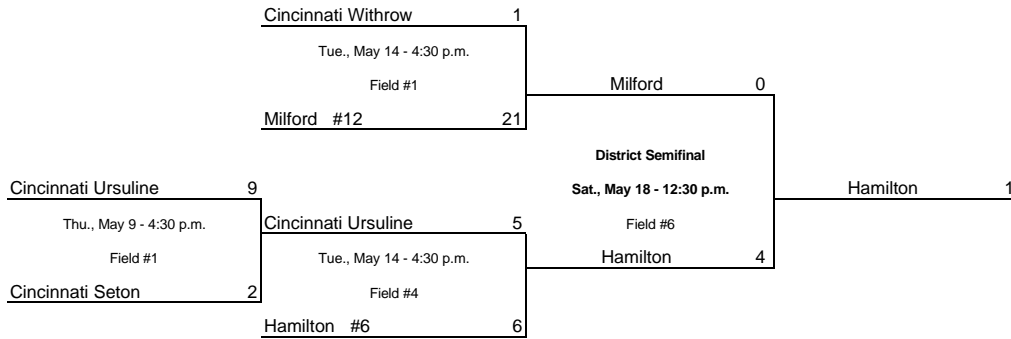 Cincinnati Withrow 1
Tue., May 14 - 4:30 p.m.
Field #1
Milford 0
Milford #12 21
District Semifinal
Cincinnati Ursuline 9
Sat., May 18 - 12:30 p.m.
Hamilton 1
Thu., May 9 - 4:30 p.m.
Cincinnati Ursuline 5
Field #6
Field #1
Tue., May 14 - 4:30 p.m.
Hamilton 4
Cincinnati Seton 2
Field #4
Hamilton #6 6